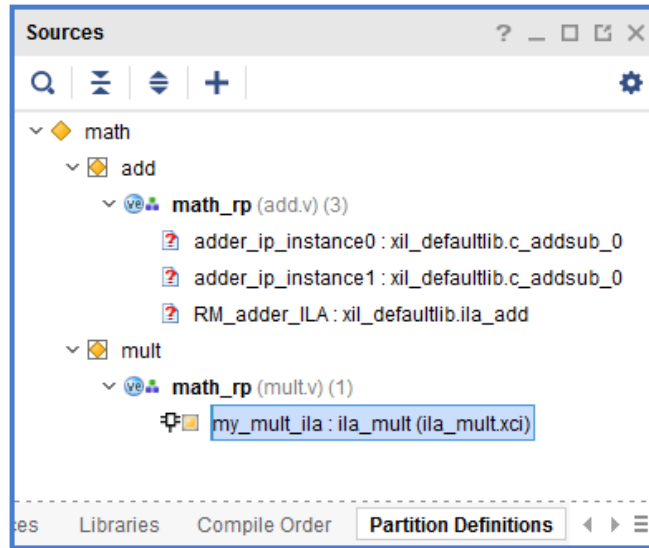 Sources
math
add
math_rp (add.v) (3)
adder_ip_instance0 : xil_defaultlib.c_addsub_0
adder_ip_instance1 : xil_defaultlib.c_addsub_0
RM_adder_ILA : xil_defaultlib.ila_add
mult
math_rp (mult.v) (1)
my_mult_ila : ila_mult (ila_mult.xci)
Libraries Compile Order Partition Definitions